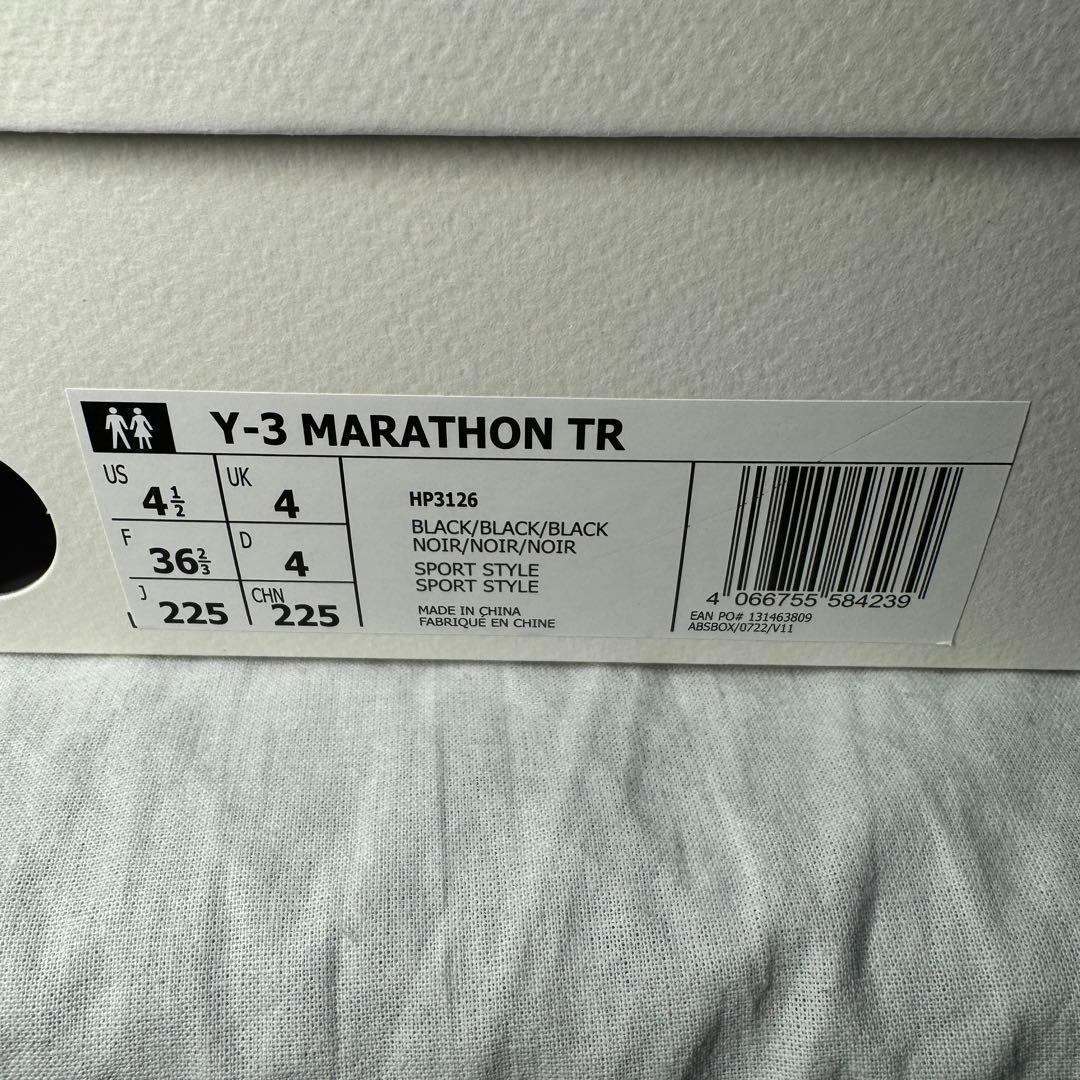 Y-3 MARATHON TR
US 4½ UK 4
F 36⅔ D 4
J 225 CHN 225
HP3126
BLACK/BLACK/BLACK
NOIR/NOIR/NOIR
SPORT STYLE
SPORT STYLE
MADE IN CHINA
FABRIQUÉ EN CHINE
4 066755 584239
EAN PO# 131463809
ABSBOX/0722/V11